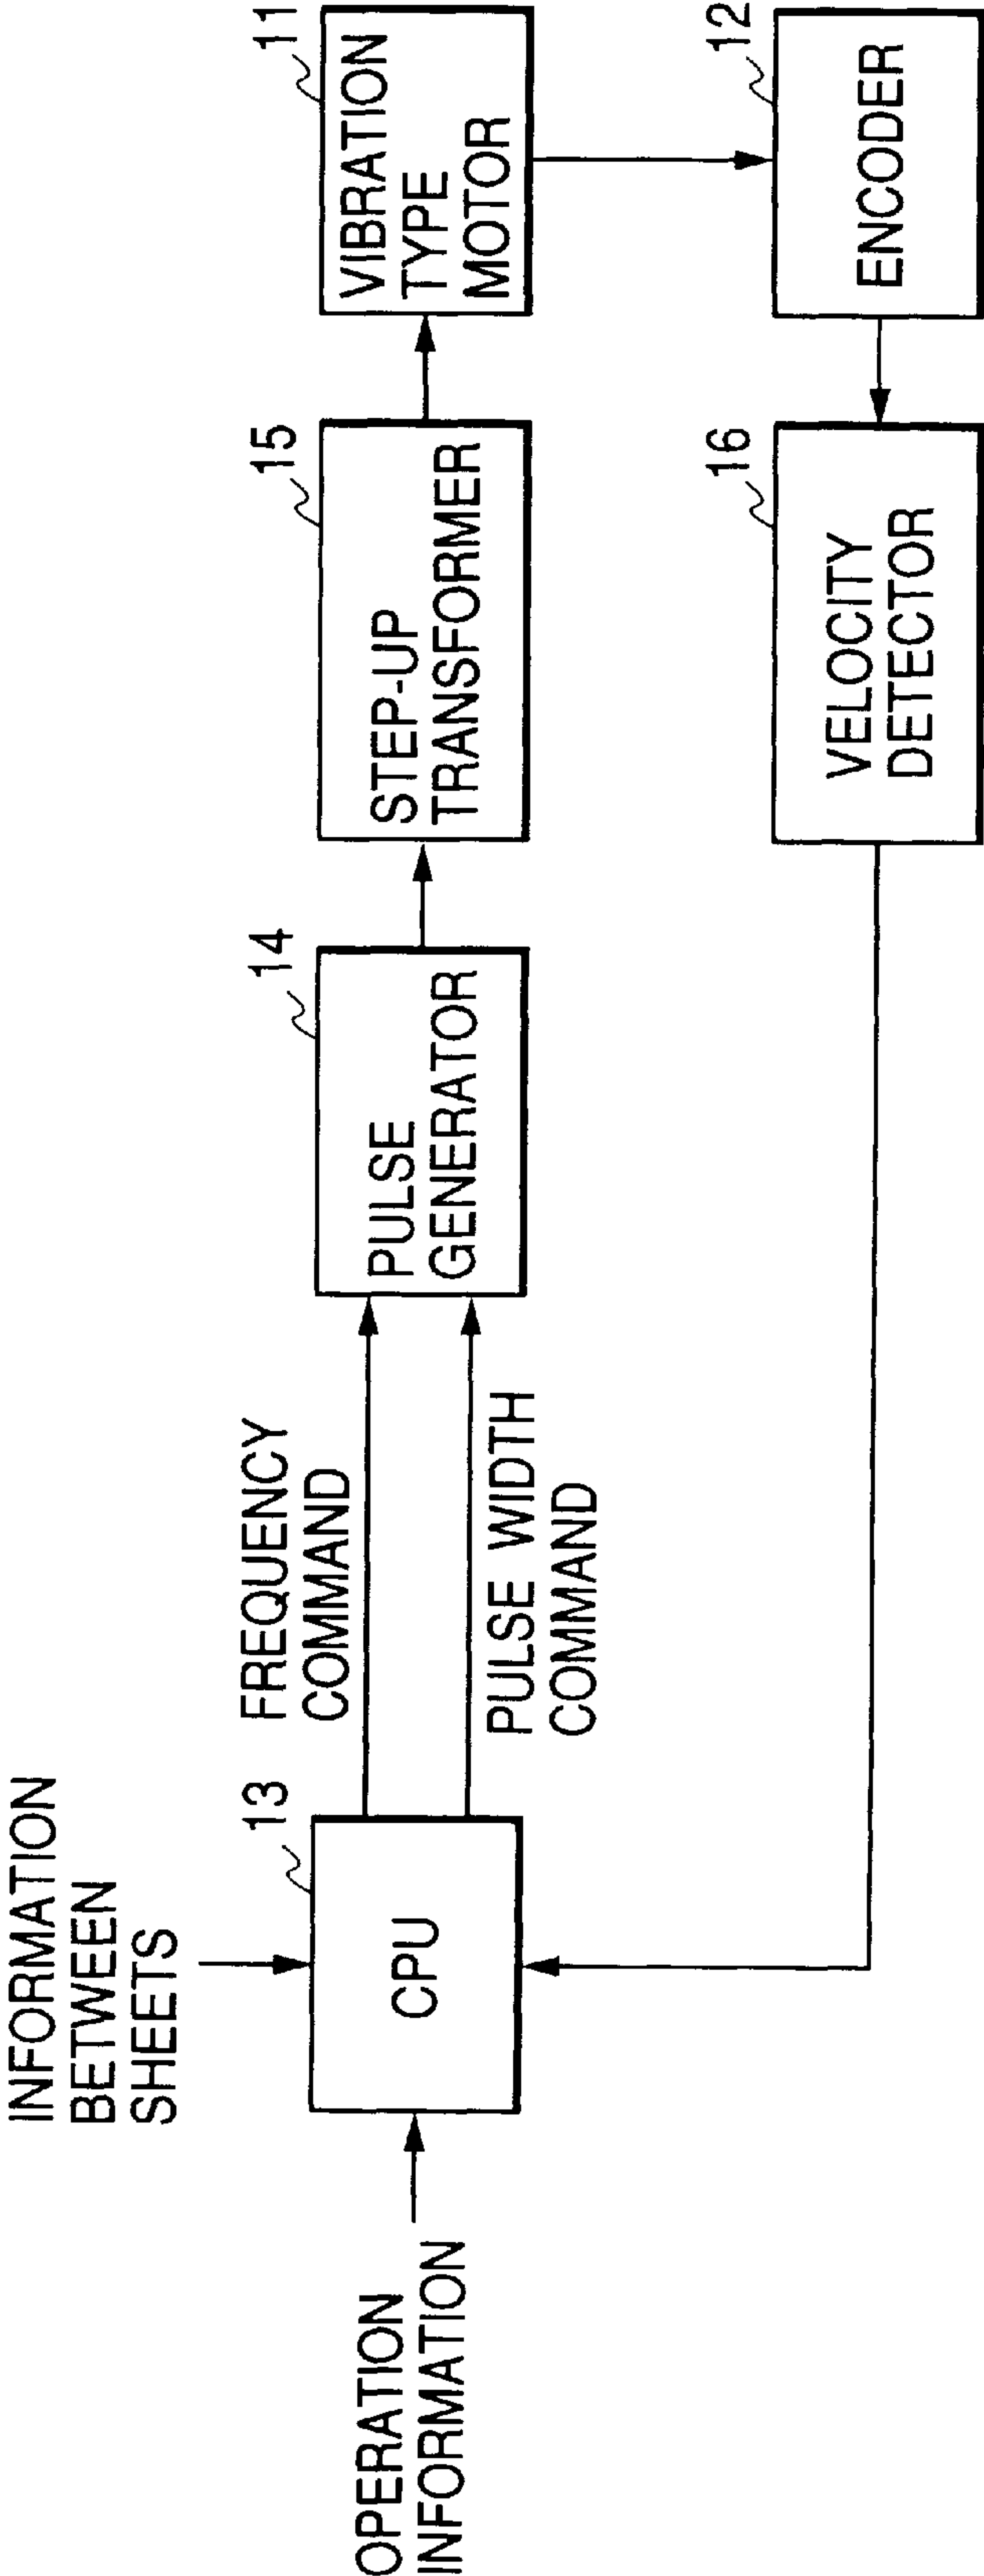 INFORMATION
BETWEEN
SHEETS
OPERATION
INFORMATION
13
CPU
FREQUENCY
COMMAND
PULSE WIDTH
COMMAND
14
PULSE
GENERATOR
15
STEP-UP
TRANSFORMER
11
VIBRATION
TYPE
MOTOR
16
VELOCITY
DETECTOR
12
ENCODER